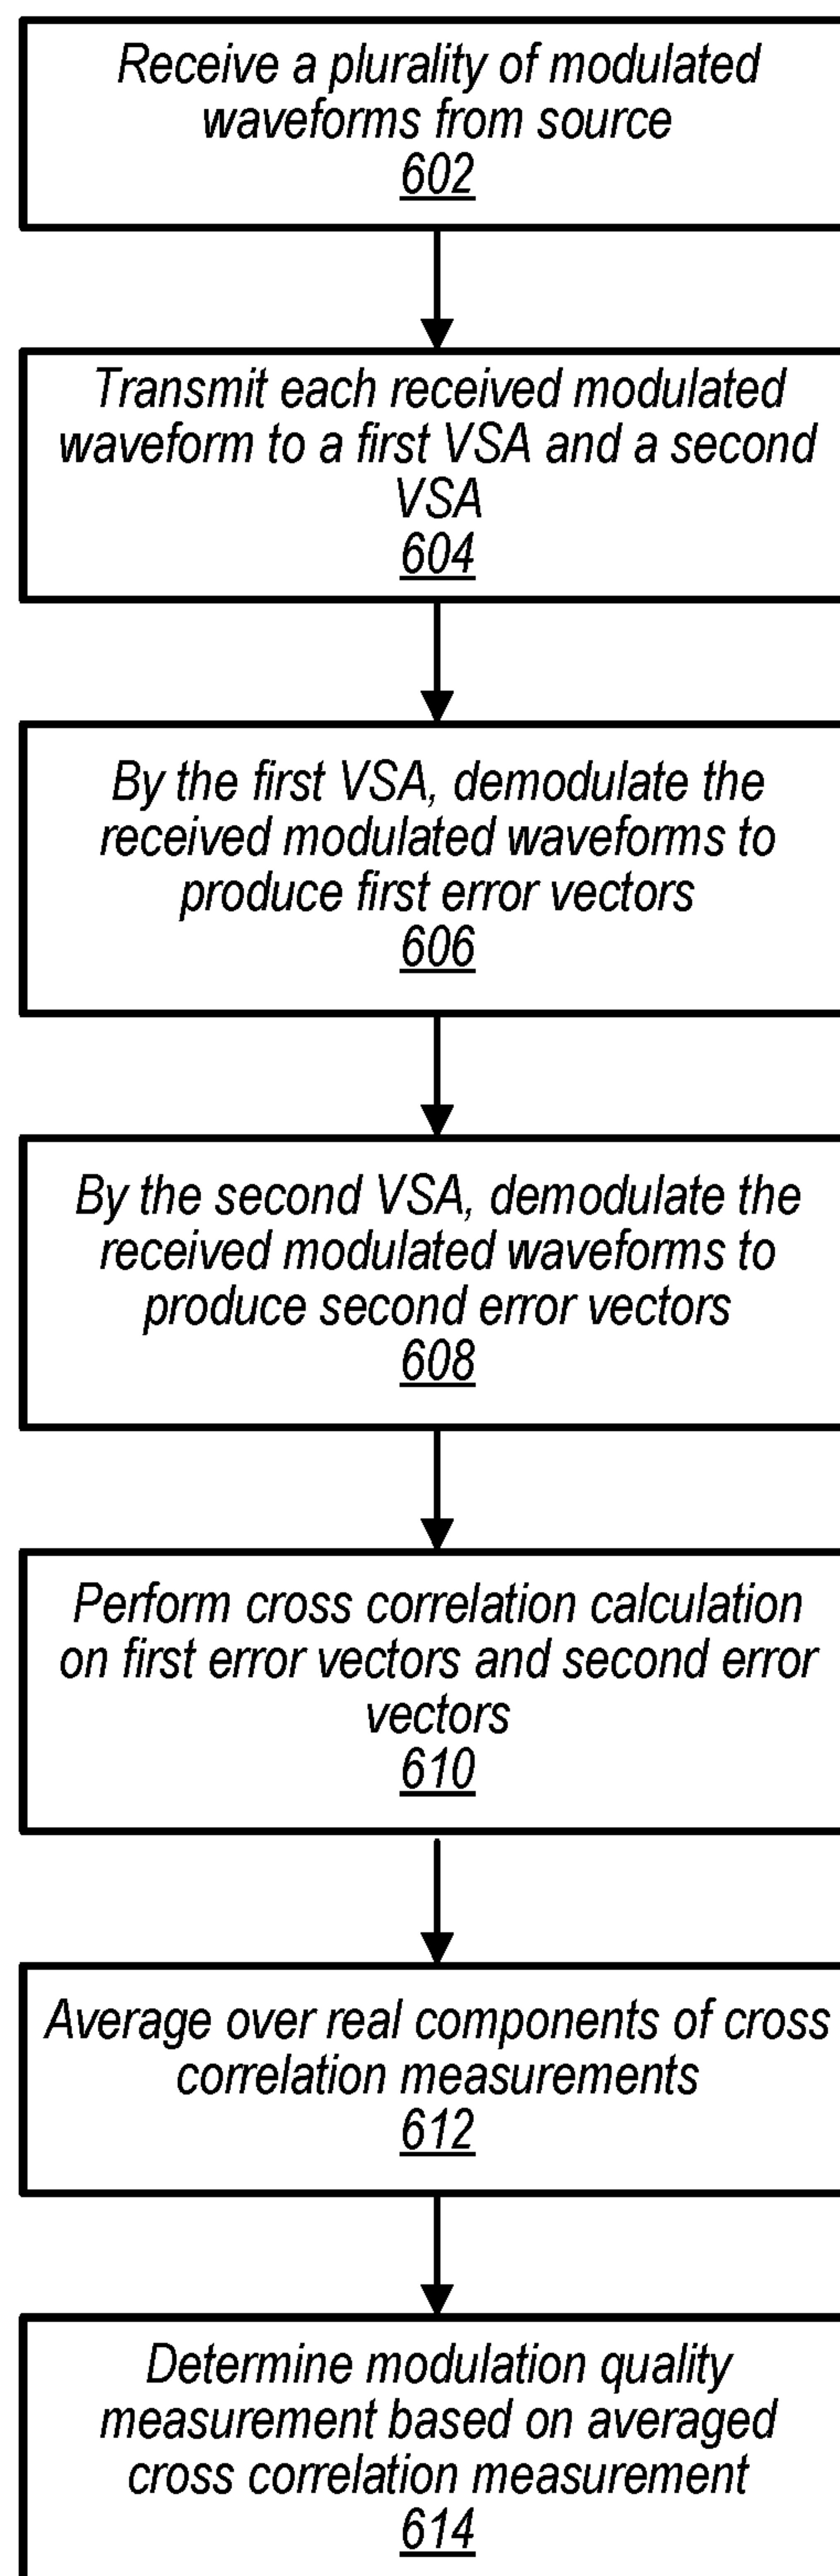 Receive a plurality of modulated
waveforms from source
602
Transmit each received modulated
waveform to a first VSA and a second
VSA
604
By the first VSA, demodulate the
received modulated waveforms to
produce first error vectors
606
By the second VSA, demodulate the
received modulated waveforms to
produce second error vectors
608
Perform cross correlation calculation
on first error vectors and second error
vectors
610
Average over real components of cross
correlation measurements
612
Determine modulation quality
measurement based on averaged
cross correlation measurement
614